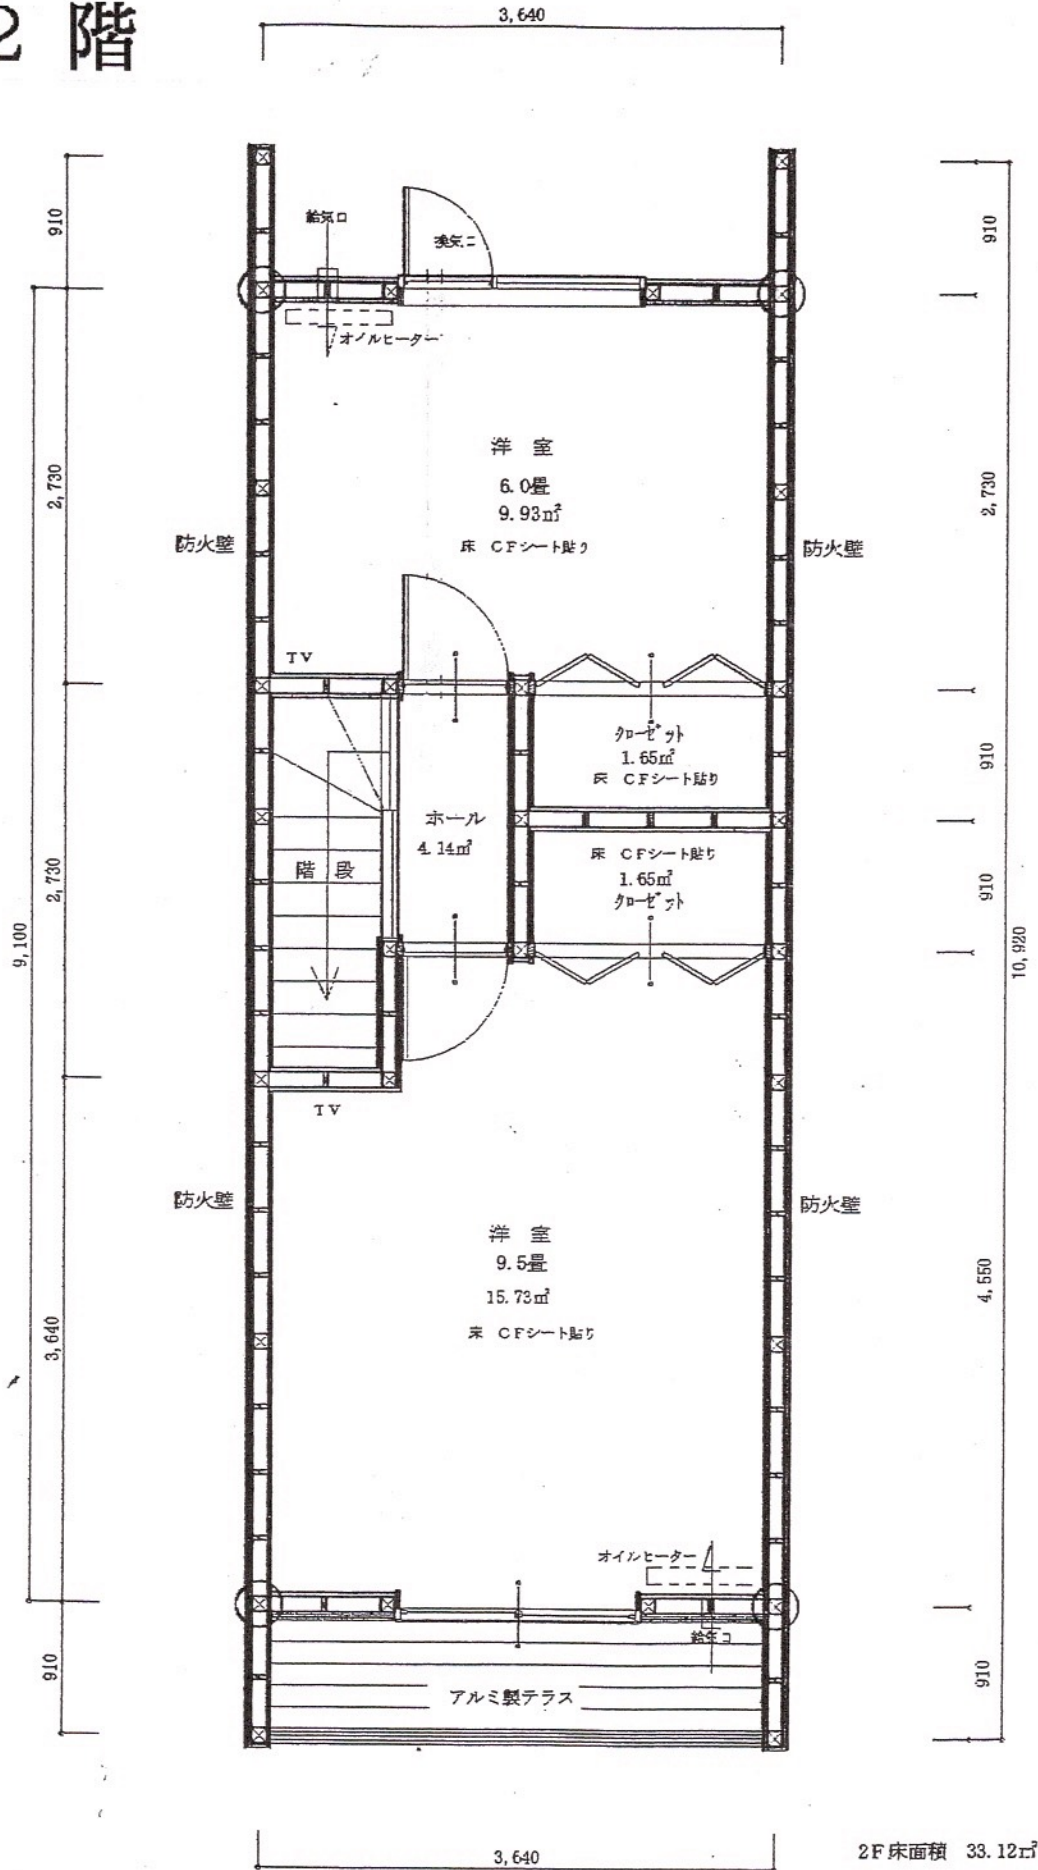 2 階
3,640
910
給気口
換気口
910
オイルヒーター
洋 室
6.0畳
9.93㎡
床 CFシート貼り
2,730
2,730
防火壁
防火壁
TV
クローゼット
1.65㎡
床 CFシート貼り
910
ホール
4.14㎡
階 段
床 CFシート貼り
1.65㎡
クローゼット
910
2,730
9,100
10,920
TV
防火壁
防火壁
洋 室
9.5畳
15.73㎡
床 CFシート貼り
4,550
3,640
オイルヒーター
給気口
910
910
アルミ製テラス
3,640
2F床面積 33.12㎡